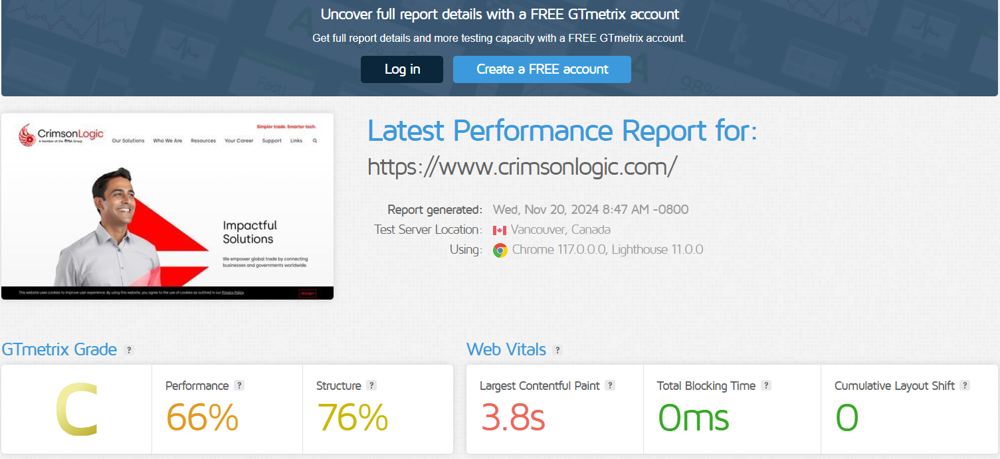 Uncover full report details with a FREE GTmetrix account
Get full report details and more testing capacity with a FREE GTmetrix account.
Log in
Create a FREE account
A
Fast!
A
98%
Simpler trade. Smarter tech.
CrimsonLogic
A member of the PSA Group
Our Solutions Who We Are Resources Your Career Support Links
Impactful
Solutions
We empower global trade by connecting
businesses and governments worldwide.
This website uses cookies to improve user experience. By using this website, you agree to the use of cookies as outlined in our Privacy Policy.
Accept
Latest Performance Report for:
https://www.crimsonlogic.com/
Report generated: Wed, Nov 20, 2024 8:47 AM -0800
Test Server Location: Vancouver, Canada
Using: Chrome 117.0.0.0, Lighthouse 11.0.0
GTmetrix Grade ?
C
Performance ?
66%
Structure ?
76%
Web Vitals ?
Largest Contentful Paint ?
3.8s
Total Blocking Time ?
0ms
Cumulative Layout Shift ?
0